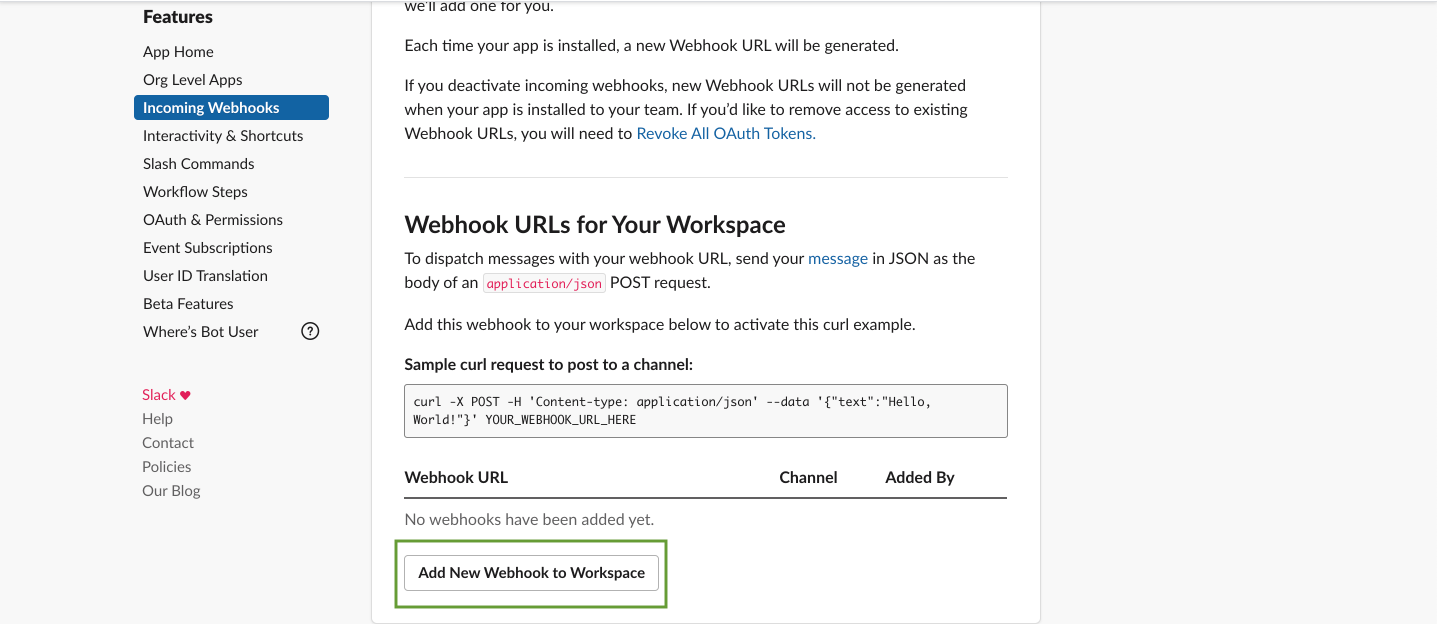 Features
App Home
Org Level Apps
Incoming Webhooks
Interactivity & Shortcuts
Slash Commands
Workflow Steps
OAuth & Permissions
Event Subscriptions
User ID Translation
Beta Features
Where’s Bot User
?
Slack ♥
Help
Contact
Policies
Our Blog
we’ll add one for you.
Each time your app is installed, a new Webhook URL will be generated.
If you deactivate incoming webhooks, new Webhook URLs will not be generated
when your app is installed to your team. If you’d like to remove access to existing
Webhook URLs, you will need to Revoke All OAuth Tokens.
Webhook URLs for Your Workspace
To dispatch messages with your webhook URL, send your message in JSON as the
body of an application/json POST request.
Add this webhook to your workspace below to activate this curl example.
Sample curl request to post to a channel:
curl -X POST -H 'Content-type: application/json' --data '{"text":"Hello,
World!"}' YOUR_WEBHOOK_URL_HERE
Webhook URL Channel Added By
No webhooks have been added yet.
Add New Webhook to Workspace